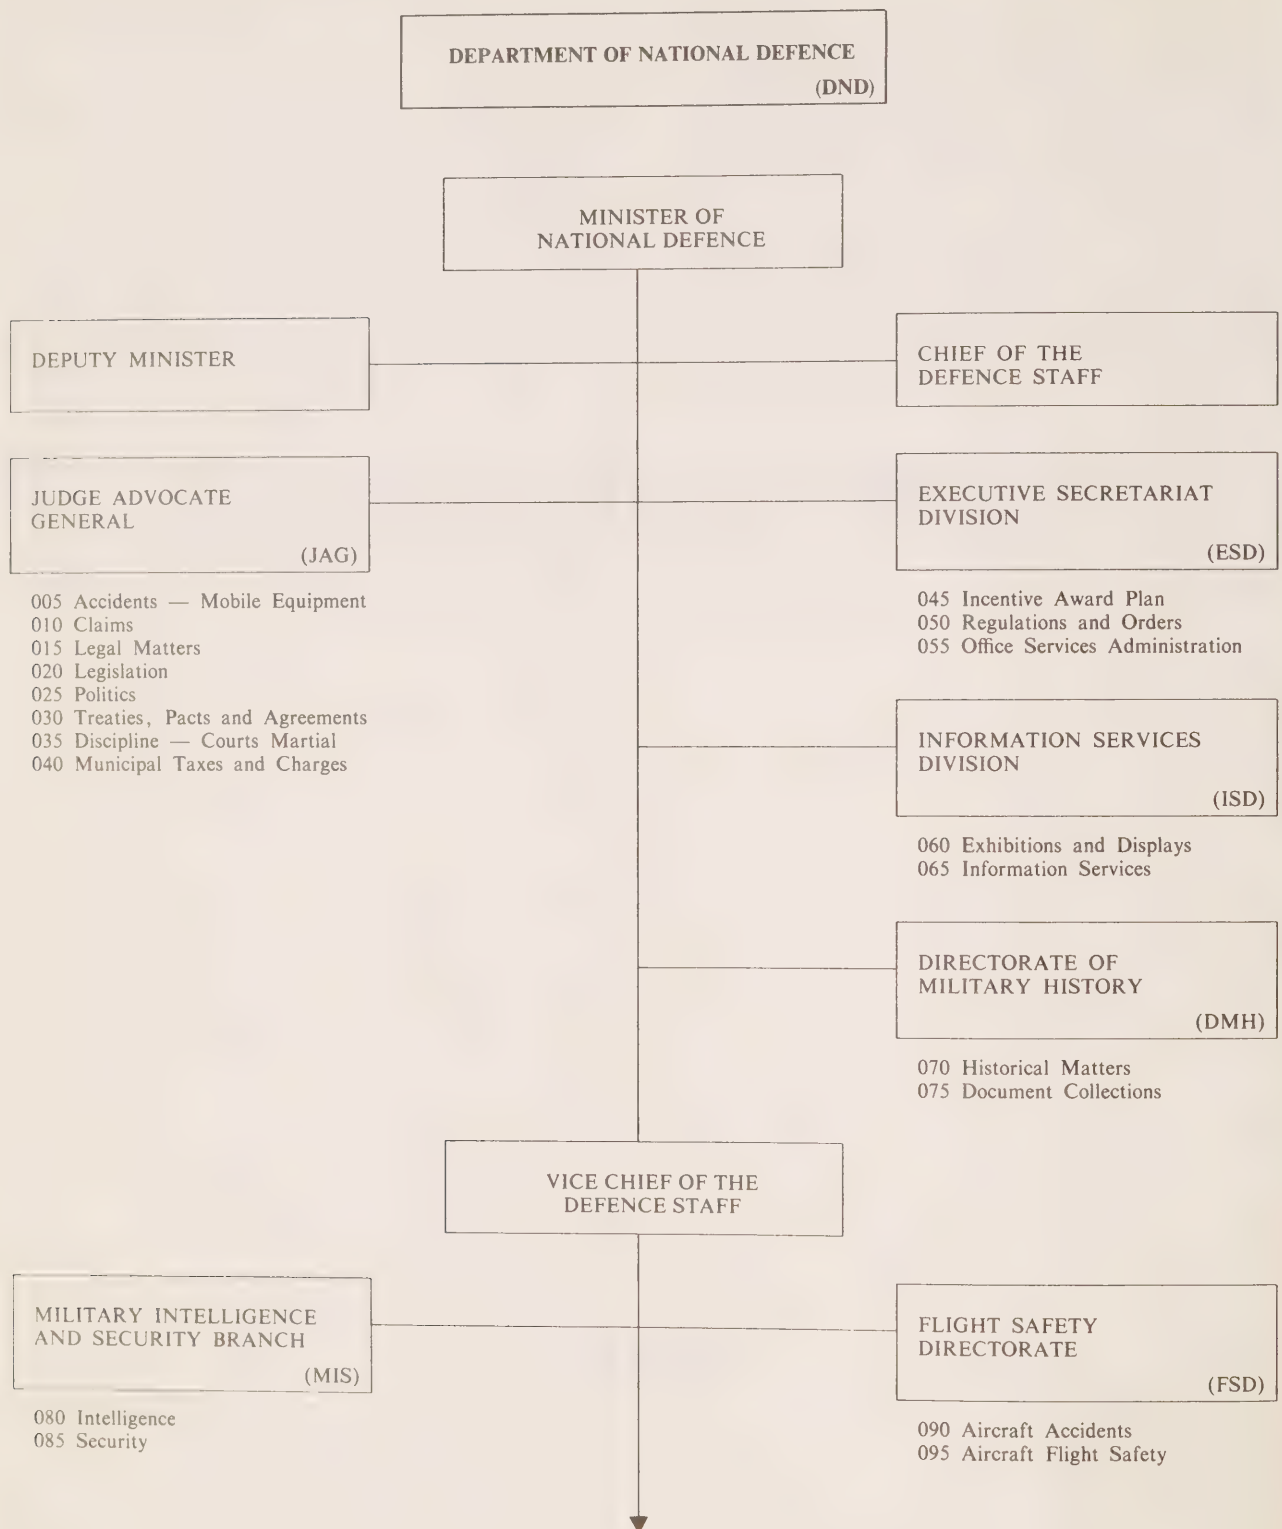 DEPARTMENT OF NATIONAL DEFENCE
(DND)
MINISTER OF
NATIONAL DEFENCE
DEPUTY MINISTER
CHIEF OF THE
DEFENCE STAFF
JUDGE ADVOCATE
GENERAL
(JAG)
005 Accidents — Mobile Equipment
010 Claims
015 Legal Matters
020 Legislation
025 Politics
030 Treaties, Pacts and Agreements
035 Discipline — Courts Martial
040 Municipal Taxes and Charges
EXECUTIVE SECRETARIAT
DIVISION
(ESD)
045 Incentive Award Plan
050 Regulations and Orders
055 Office Services Administration
INFORMATION SERVICES
DIVISION
(ISD)
060 Exhibitions and Displays
065 Information Services
DIRECTORATE OF
MILITARY HISTORY
(DMH)
070 Historical Matters
075 Document Collections
VICE CHIEF OF THE
DEFENCE STAFF
MILITARY INTELLIGENCE
AND SECURITY BRANCH
(MIS)
080 Intelligence
085 Security
FLIGHT SAFETY
DIRECTORATE
(FSD)
090 Aircraft Accidents
095 Aircraft Flight Safety